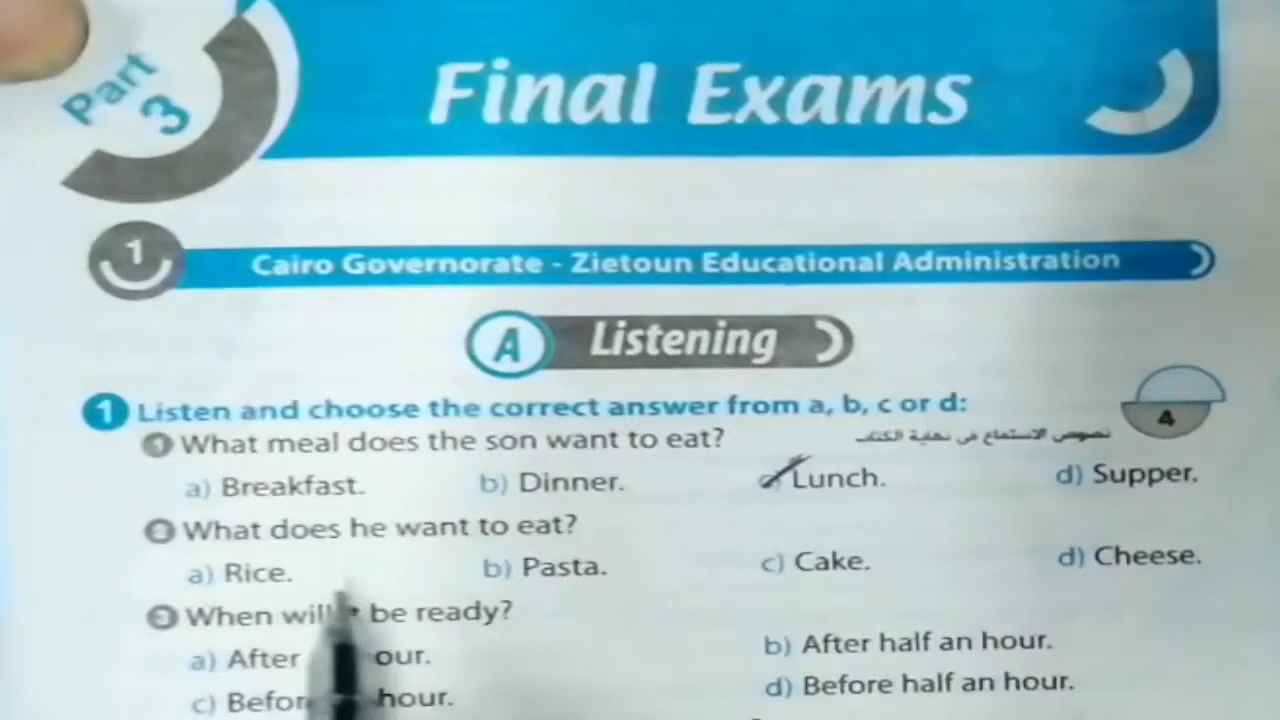 Part
3
Final Exams
1
Cairo Governorate - Zietoun Educational Administration
A Listening
1 Listen and choose the correct answer from a, b, c or d:
4
نصوص الاستماع فى نهاية الكتاب
1 What meal does the son want to eat?
a) Breakfast. b) Dinner. c) Lunch. d) Supper.
2 What does he want to eat?
a) Rice. b) Pasta. c) Cake. d) Cheese.
3 When will be ready?
a) After our. b) After half an hour.
c) Befor hour. d) Before half an hour.